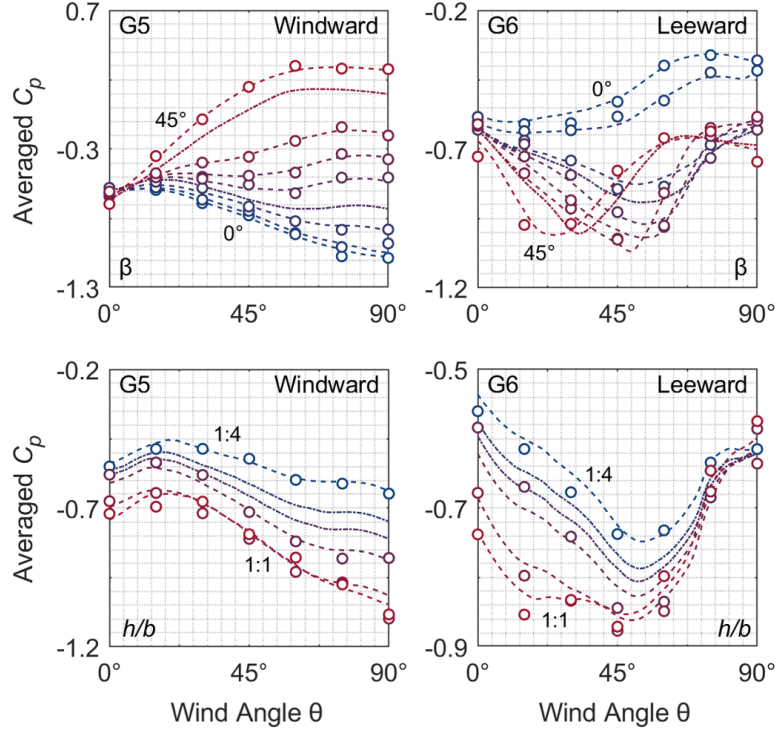 0.7
G5 Windward
45°
-0.3
0°
-1.3
β
0° 45° 90°
Averaged Cp
-0.2
G6 Leeward
0°
-0.7
45°
-1.2
β
0° 45° 90°
-0.2
G5 Windward
1:4
-0.7
1:1
-1.2
h/b
0° 45° 90°
Averaged Cp
Wind Angle θ
-0.5
G6 Leeward
1:4
-0.7
1:1
-0.9
h/b
0° 45° 90°
Wind Angle θ